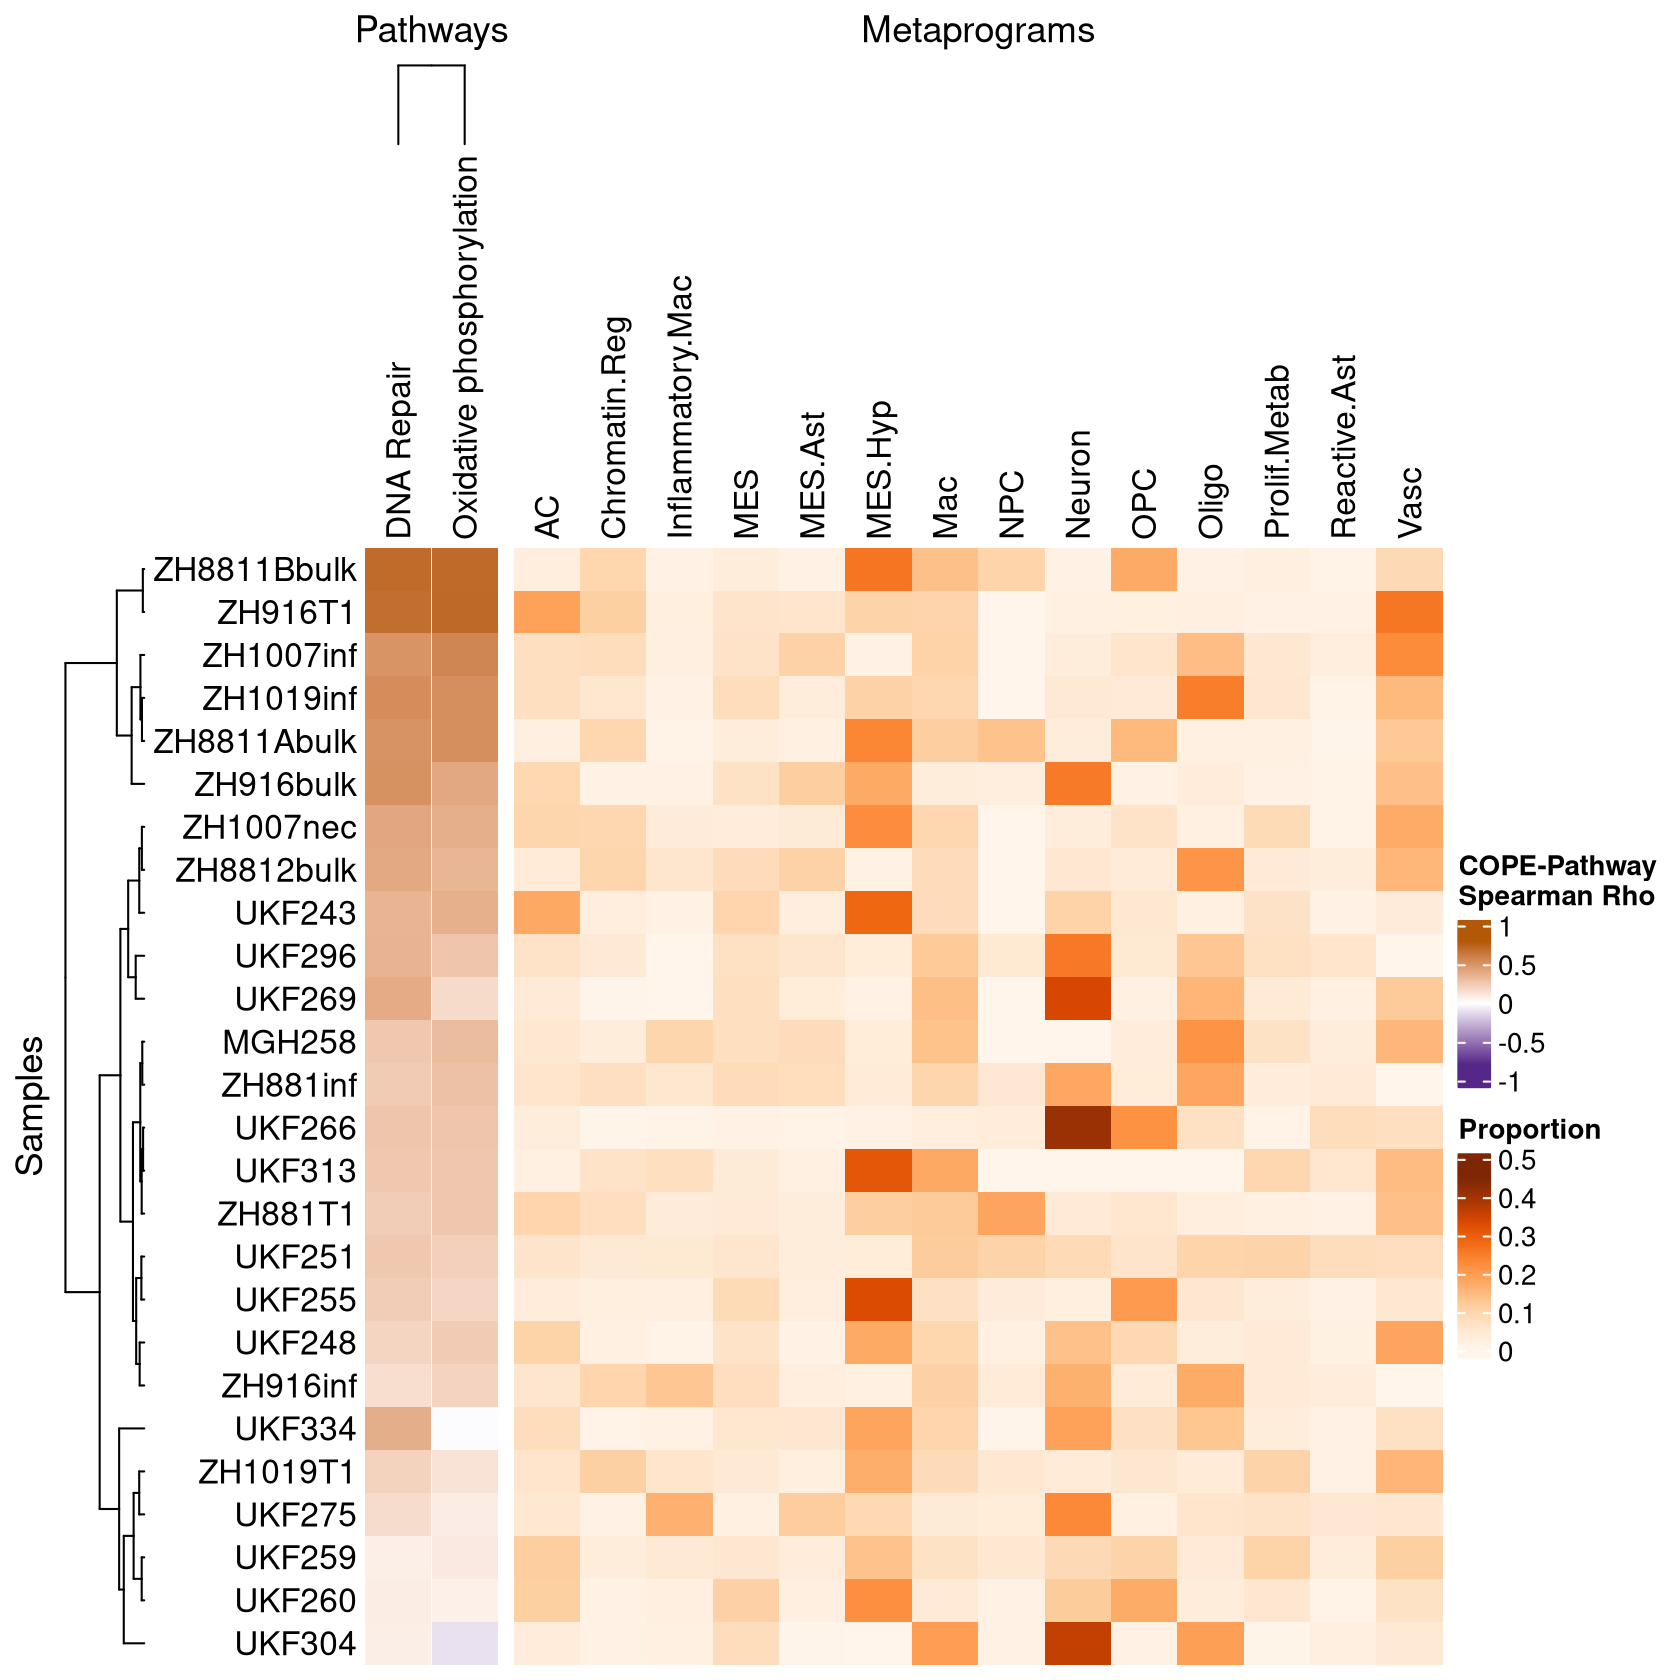 Pathways
Metaprograms
DNA Repair
Oxidative phosphorylation
AC
Chromatin.Reg
Inflammatory.Mac
MES
MES.Ast
MES.Hyp
Mac
NPC
Neuron
OPC
Oligo
Prolif.Metab
Reactive.Ast
Vasc
Samples
ZH8811Bbulk
ZH916T1
ZH1007inf
ZH1019inf
ZH8811Abulk
ZH916bulk
ZH1007nec
ZH8812bulk
UKF243
UKF296
UKF269
MGH258
ZH881inf
UKF266
UKF313
ZH881T1
UKF251
UKF255
UKF248
ZH916inf
UKF334
ZH1019T1
UKF275
UKF259
UKF260
UKF304
COPE-Pathway
Spearman Rho
1
0.5
0
-0.5
-1
Proportion
0.5
0.4
0.3
0.2
0.1
0